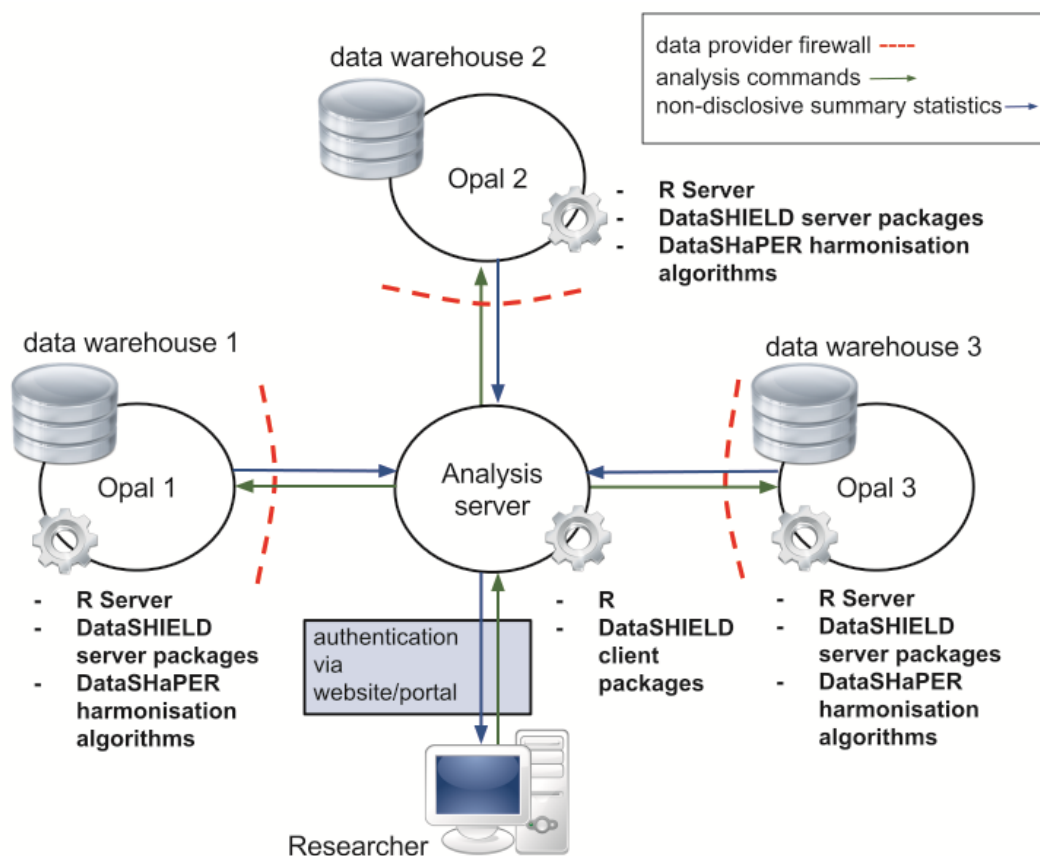 data warehouse 2
data provider firewall
analysis commands
non-disclosive summary statistics
Opal 2
- R Server
- DataSHIELD server packages
- DataSHaPER harmonisation
algorithms
data warehouse 1
Opal 1
- R Server
- DataSHIELD
server packages
- DataSHaPER
harmonisation
algorithms
Analysis
server
- R
- DataSHIELD
client
packages
data warehouse 3
Opal 3
- R Server
- DataSHIELD
server packages
- DataSHaPER
harmonisation
algorithms
authentication
via
website/portal
Researcher